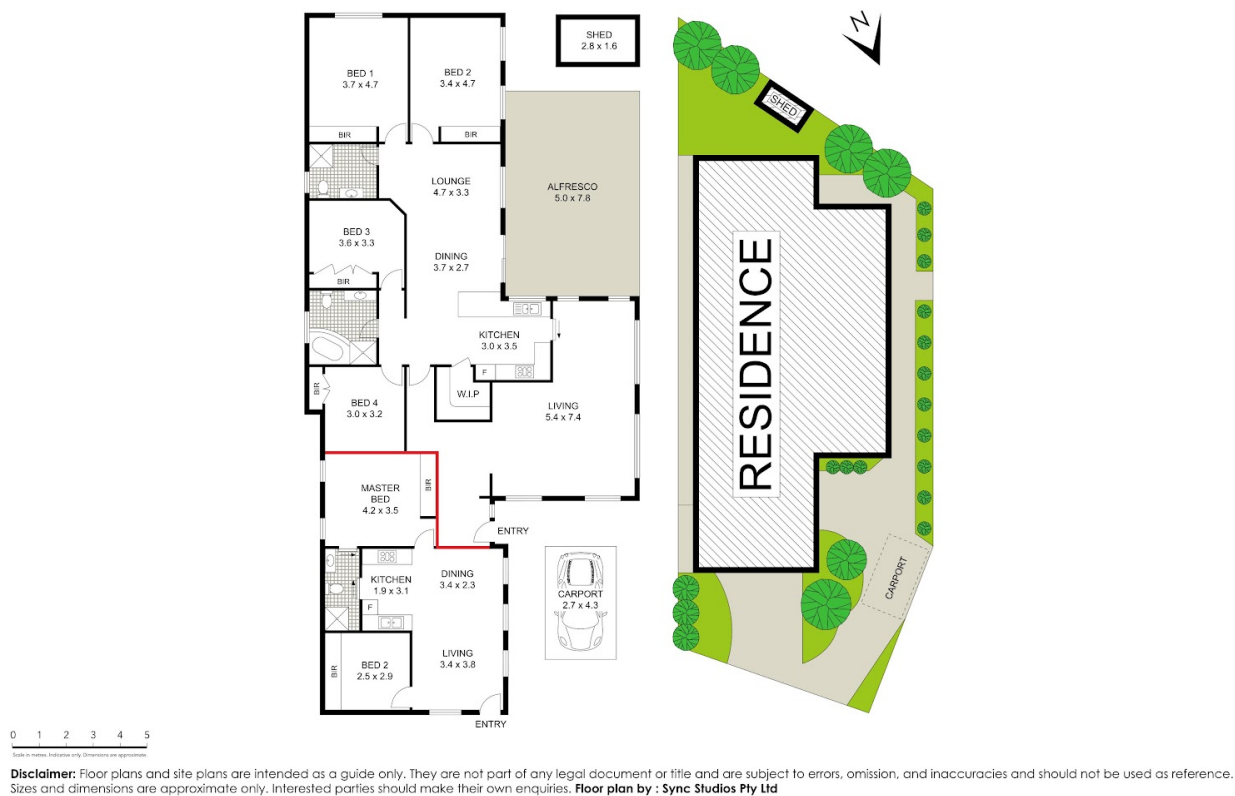 BED 1
3.7 x 4.7
BIR
BED 2
3.4 x 4.7
BIR
SHED
2.8 x 1.6
LOUNGE
4.7 x 3.3
ALFRESCO
5.0 x 7.8
BED 3
3.6 x 3.3
BIR
DINING
3.7 x 2.7
KITCHEN
3.0 x 3.5
F
W.I.P
BIR
BED 4
3.0 x 3.2
LIVING
5.4 x 7.4
MASTER
BED
4.2 x 3.5
BIR
ENTRY
KITCHEN
1.9 x 3.1
F
DINING
3.4 x 2.3
CARPORT
2.7 x 4.3
LIVING
3.4 x 3.8
BIR
BED 2
2.5 x 2.9
ENTRY
N
SHED
RESIDENCE
CARPORT
0 1 2 3 4 5
Scale in metres. Indicative only. Dimensions are approximate.
Disclaimer: Floor plans and site plans are intended as a guide only. They are not part of any legal document or title and are subject to errors, omission, and inaccuracies and should not be used as reference.
Sizes and dimensions are approximate only. Interested parties should make their own enquiries. Floor plan by : Sync Studios Pty Ltd